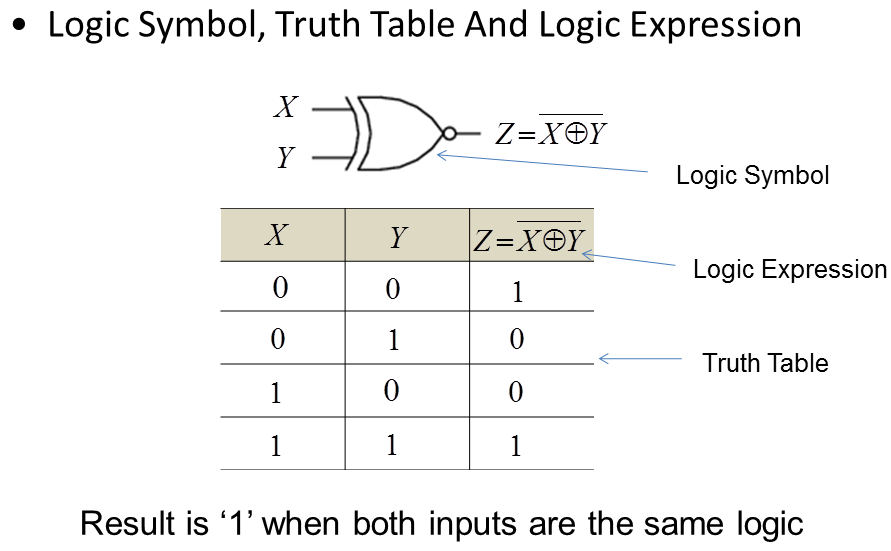 • Logic Symbol, Truth Table And Logic Expression
X
Y
Z=X̅⊕̅Y̅
Logic Symbol
X Y Z=X̅⊕̅Y̅
Logic Expression
0 0 1
0 1 0
Truth Table
1 0 0
1 1 1
Result is ‘1’ when both inputs are the same logic